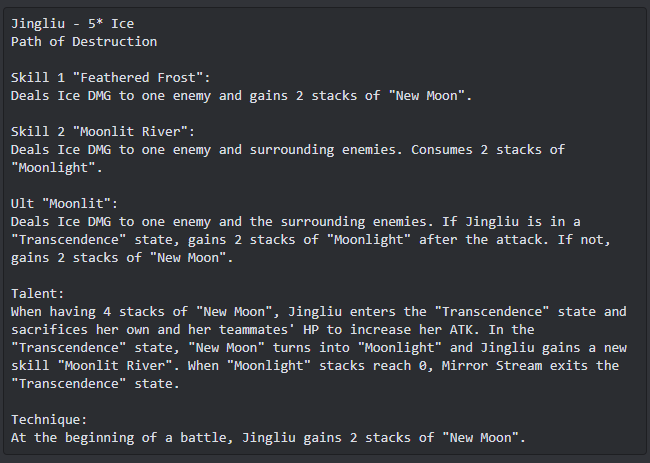 Jingliu - 5* Ice
Path of Destruction
Skill 1 "Feathered Frost":
Deals Ice DMG to one enemy and gains 2 stacks of "New Moon".
Skill 2 "Moonlit River":
Deals Ice DMG to one enemy and surrounding enemies. Consumes 2 stacks of
"Moonlight".
Ult "Moonlit":
Deals Ice DMG to one enemy and the surrounding enemies. If Jingliu is in a
"Transcendence" state, gains 2 stacks of "Moonlight" after the attack. If not,
gains 2 stacks of "New Moon".
Talent:
When having 4 stacks of "New Moon", Jingliu enters the "Transcendence" state and
sacrifices her own and her teammates' HP to increase her ATK. In the
"Transcendence" state, "New Moon" turns into "Moonlight" and Jingliu gains a new
skill "Moonlit River". When "Moonlight" stacks reach 0, Mirror Stream exits the
"Transcendence" state.
Technique:
At the beginning of a battle, Jingliu gains 2 stacks of "New Moon".